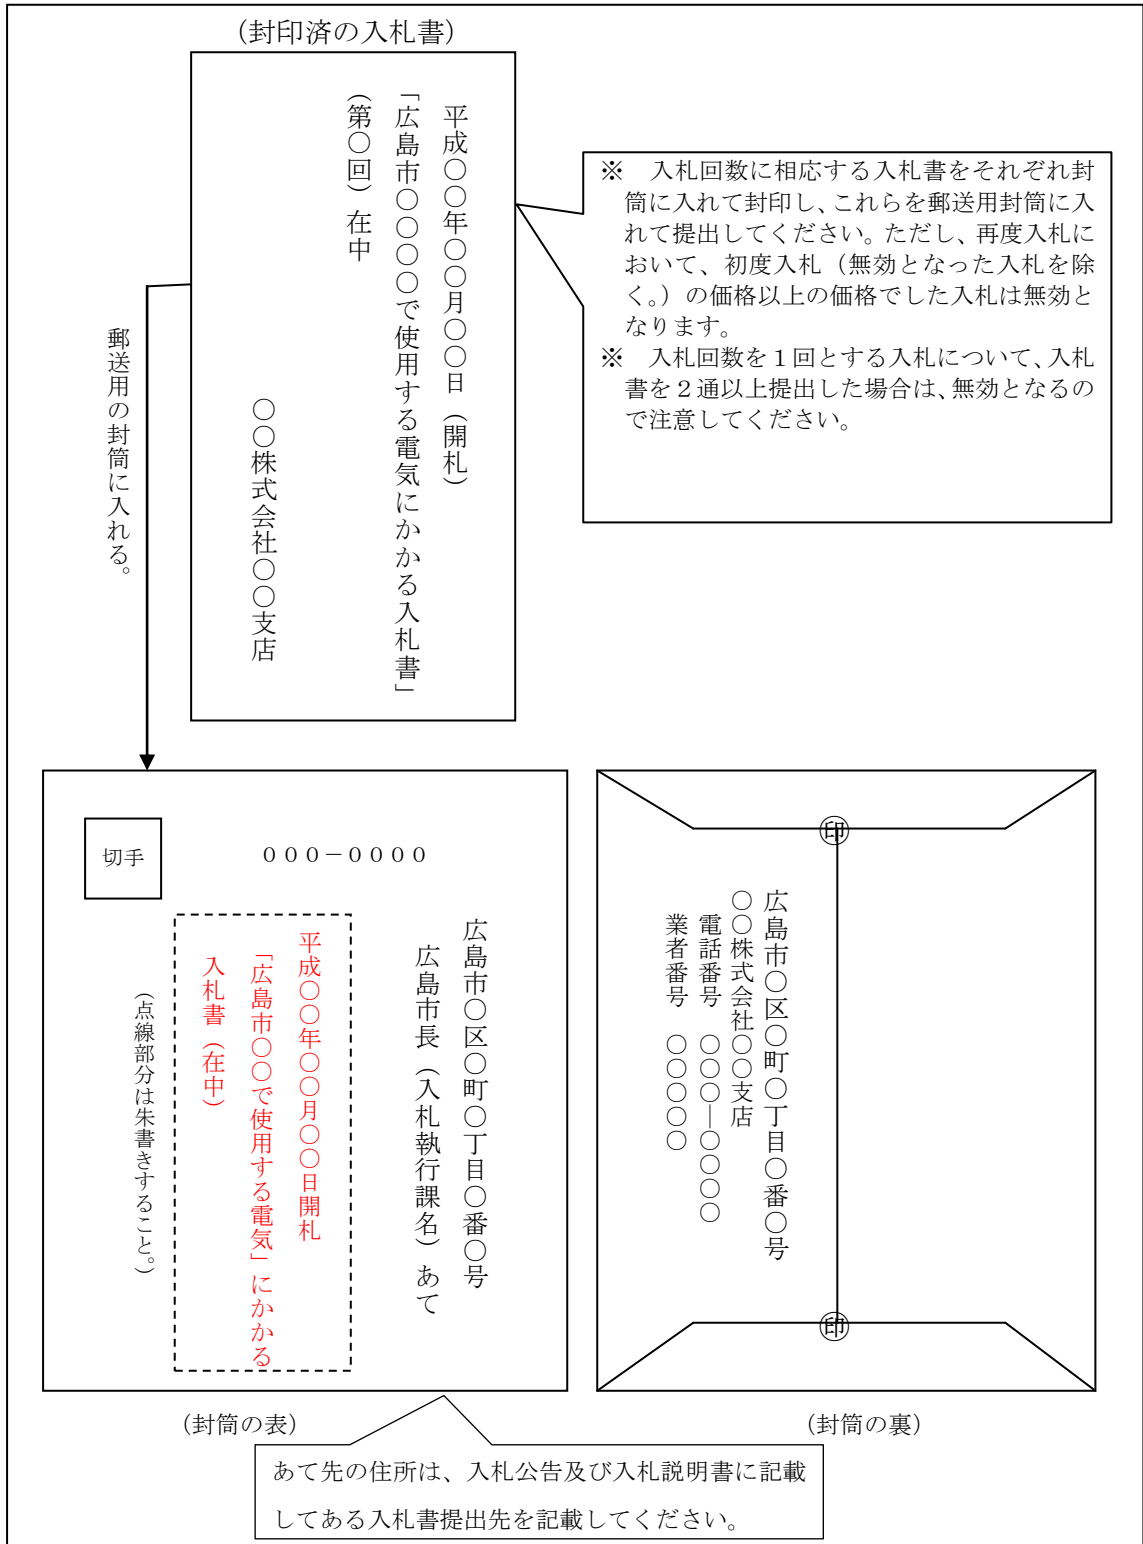 (封印済の入札書)
平成〇〇年〇〇月〇〇日（開札）
「広島市〇〇〇〇で使用する電気にかかる入札書」
（第〇回）在中
〇〇株式会社〇〇支店
※　入札回数に相応する入札書をそれぞれ封
筒に入れて封印し、これらを郵送用封筒に入
れて提出してください。ただし、再度入札に
おいて、初度入札（無効となった入札を除
く。）の価格以上の価格でした入札は無効と
なります。
※　入札回数を１回とする入札について、入札
書を２通以上提出した場合は、無効となるの
で注意してください。
郵送用の封筒に入れる。
切手
０００－００００
広島市〇区〇町〇丁目〇番〇号
広島市長（入札執行課名）あて
平成〇〇年〇〇月〇〇日開札
「広島市〇〇で使用する電気」にかかる
入札書（在中）
（点線部分は朱書きすること。）
(封筒の表)
㊞
広島市〇区〇町〇丁目〇番〇号
〇〇株式会社〇〇支店
電話番号　〇〇〇―〇〇〇〇
業者番号　〇〇〇〇〇
㊞
(封筒の裏)
あて先の住所は、入札公告及び入札説明書に記載
してある入札書提出先を記載してください。